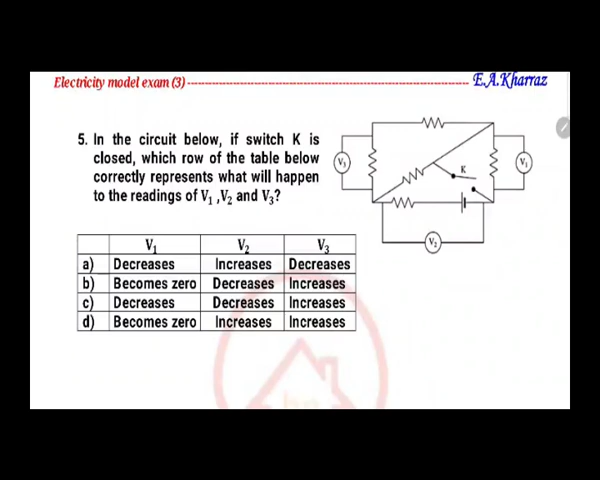 Electricity model exam (3)
E.A.Kharraz
5. In the circuit below, if switch K is
closed, which row of the table below
correctly represents what will happen
to the readings of V₁ ,V₂ and V₃?
V₃
K
V₁
V₂
V₁ V₂ V₃
a) Decreases Increases Decreases
b) Becomes zero Decreases Increases
c) Decreases Decreases Increases
d) Becomes zero Increases Increases